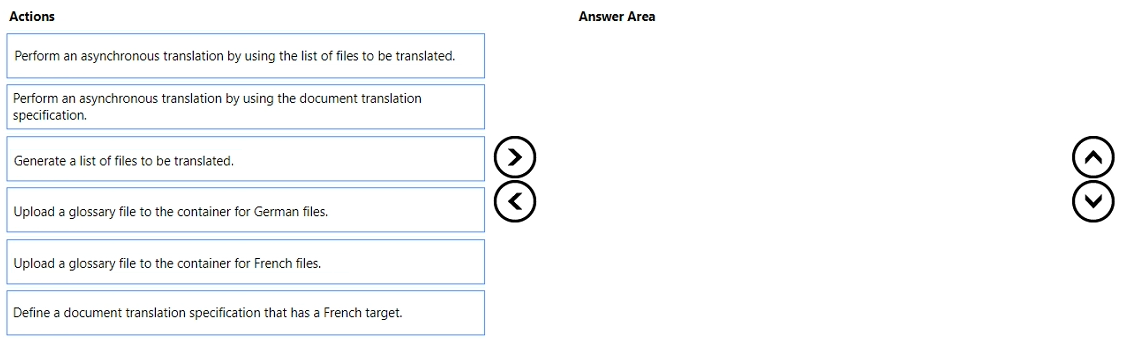 Actions
Answer Area
Perform an asynchronous translation by using the list of files to be translated.
Perform an asynchronous translation by using the document translation
specification.
Generate a list of files to be translated.
Upload a glossary file to the container for German files.
Upload a glossary file to the container for French files.
Define a document translation specification that has a French target.